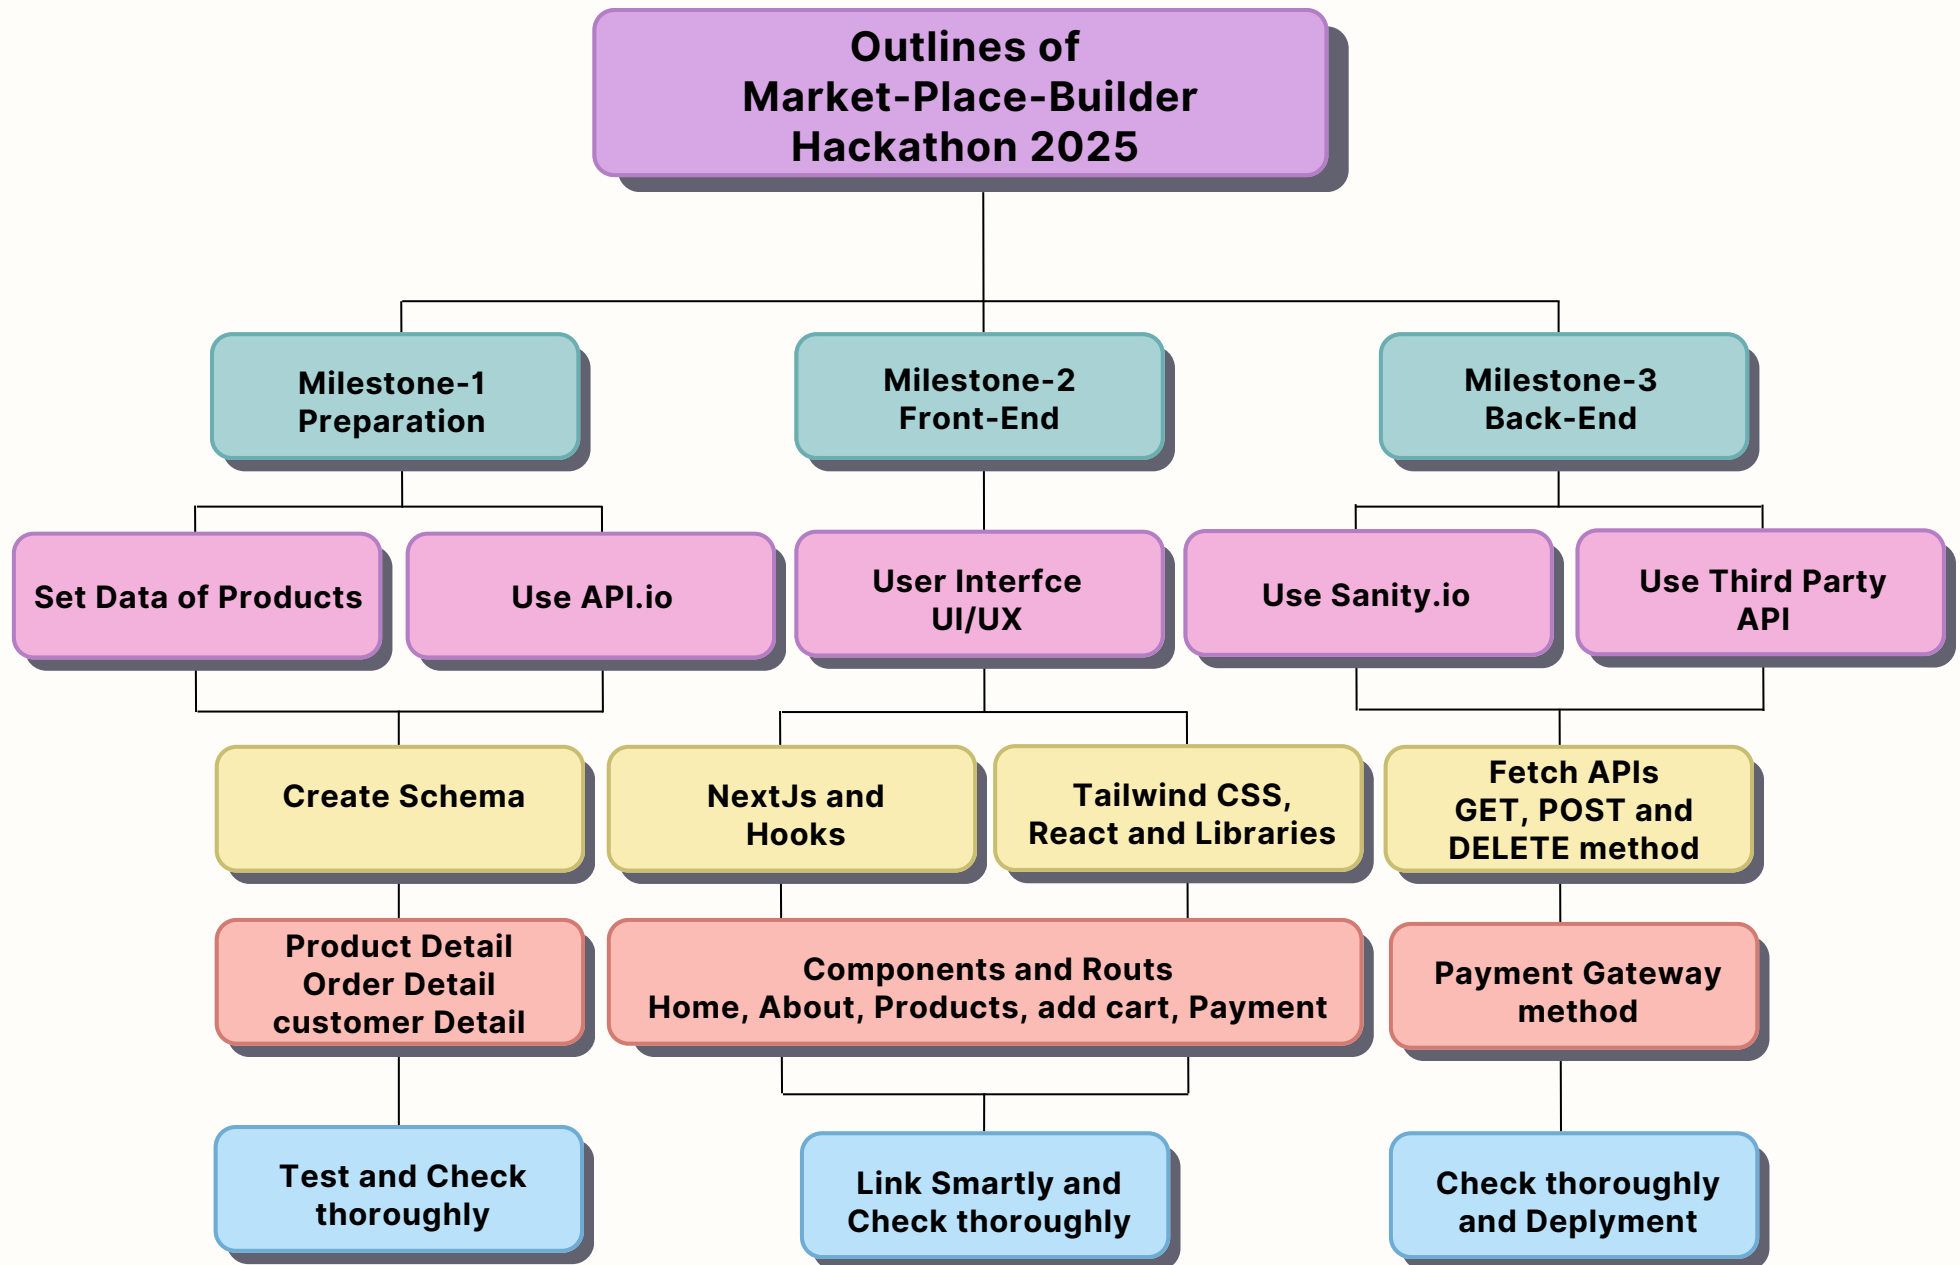 Outlines of
Market-Place-Builder
Hackathon 2025
Milestone-1
Preparation
Milestone-2
Front-End
Milestone-3
Back-End
Set Data of Products
Use API.io
User Interfce
UI/UX
Use Sanity.io
Use Third Party
API
Create Schema
NextJs and
Hooks
Tailwind CSS,
React and Libraries
Fetch APIs
GET, POST and
DELETE method
Product Detail
Order Detail
customer Detail
Components and Routs
Home, About, Products, add cart, Payment
Payment Gateway
method
Test and Check
thoroughly
Link Smartly and
Check thoroughly
Check thoroughly
and Deplyment